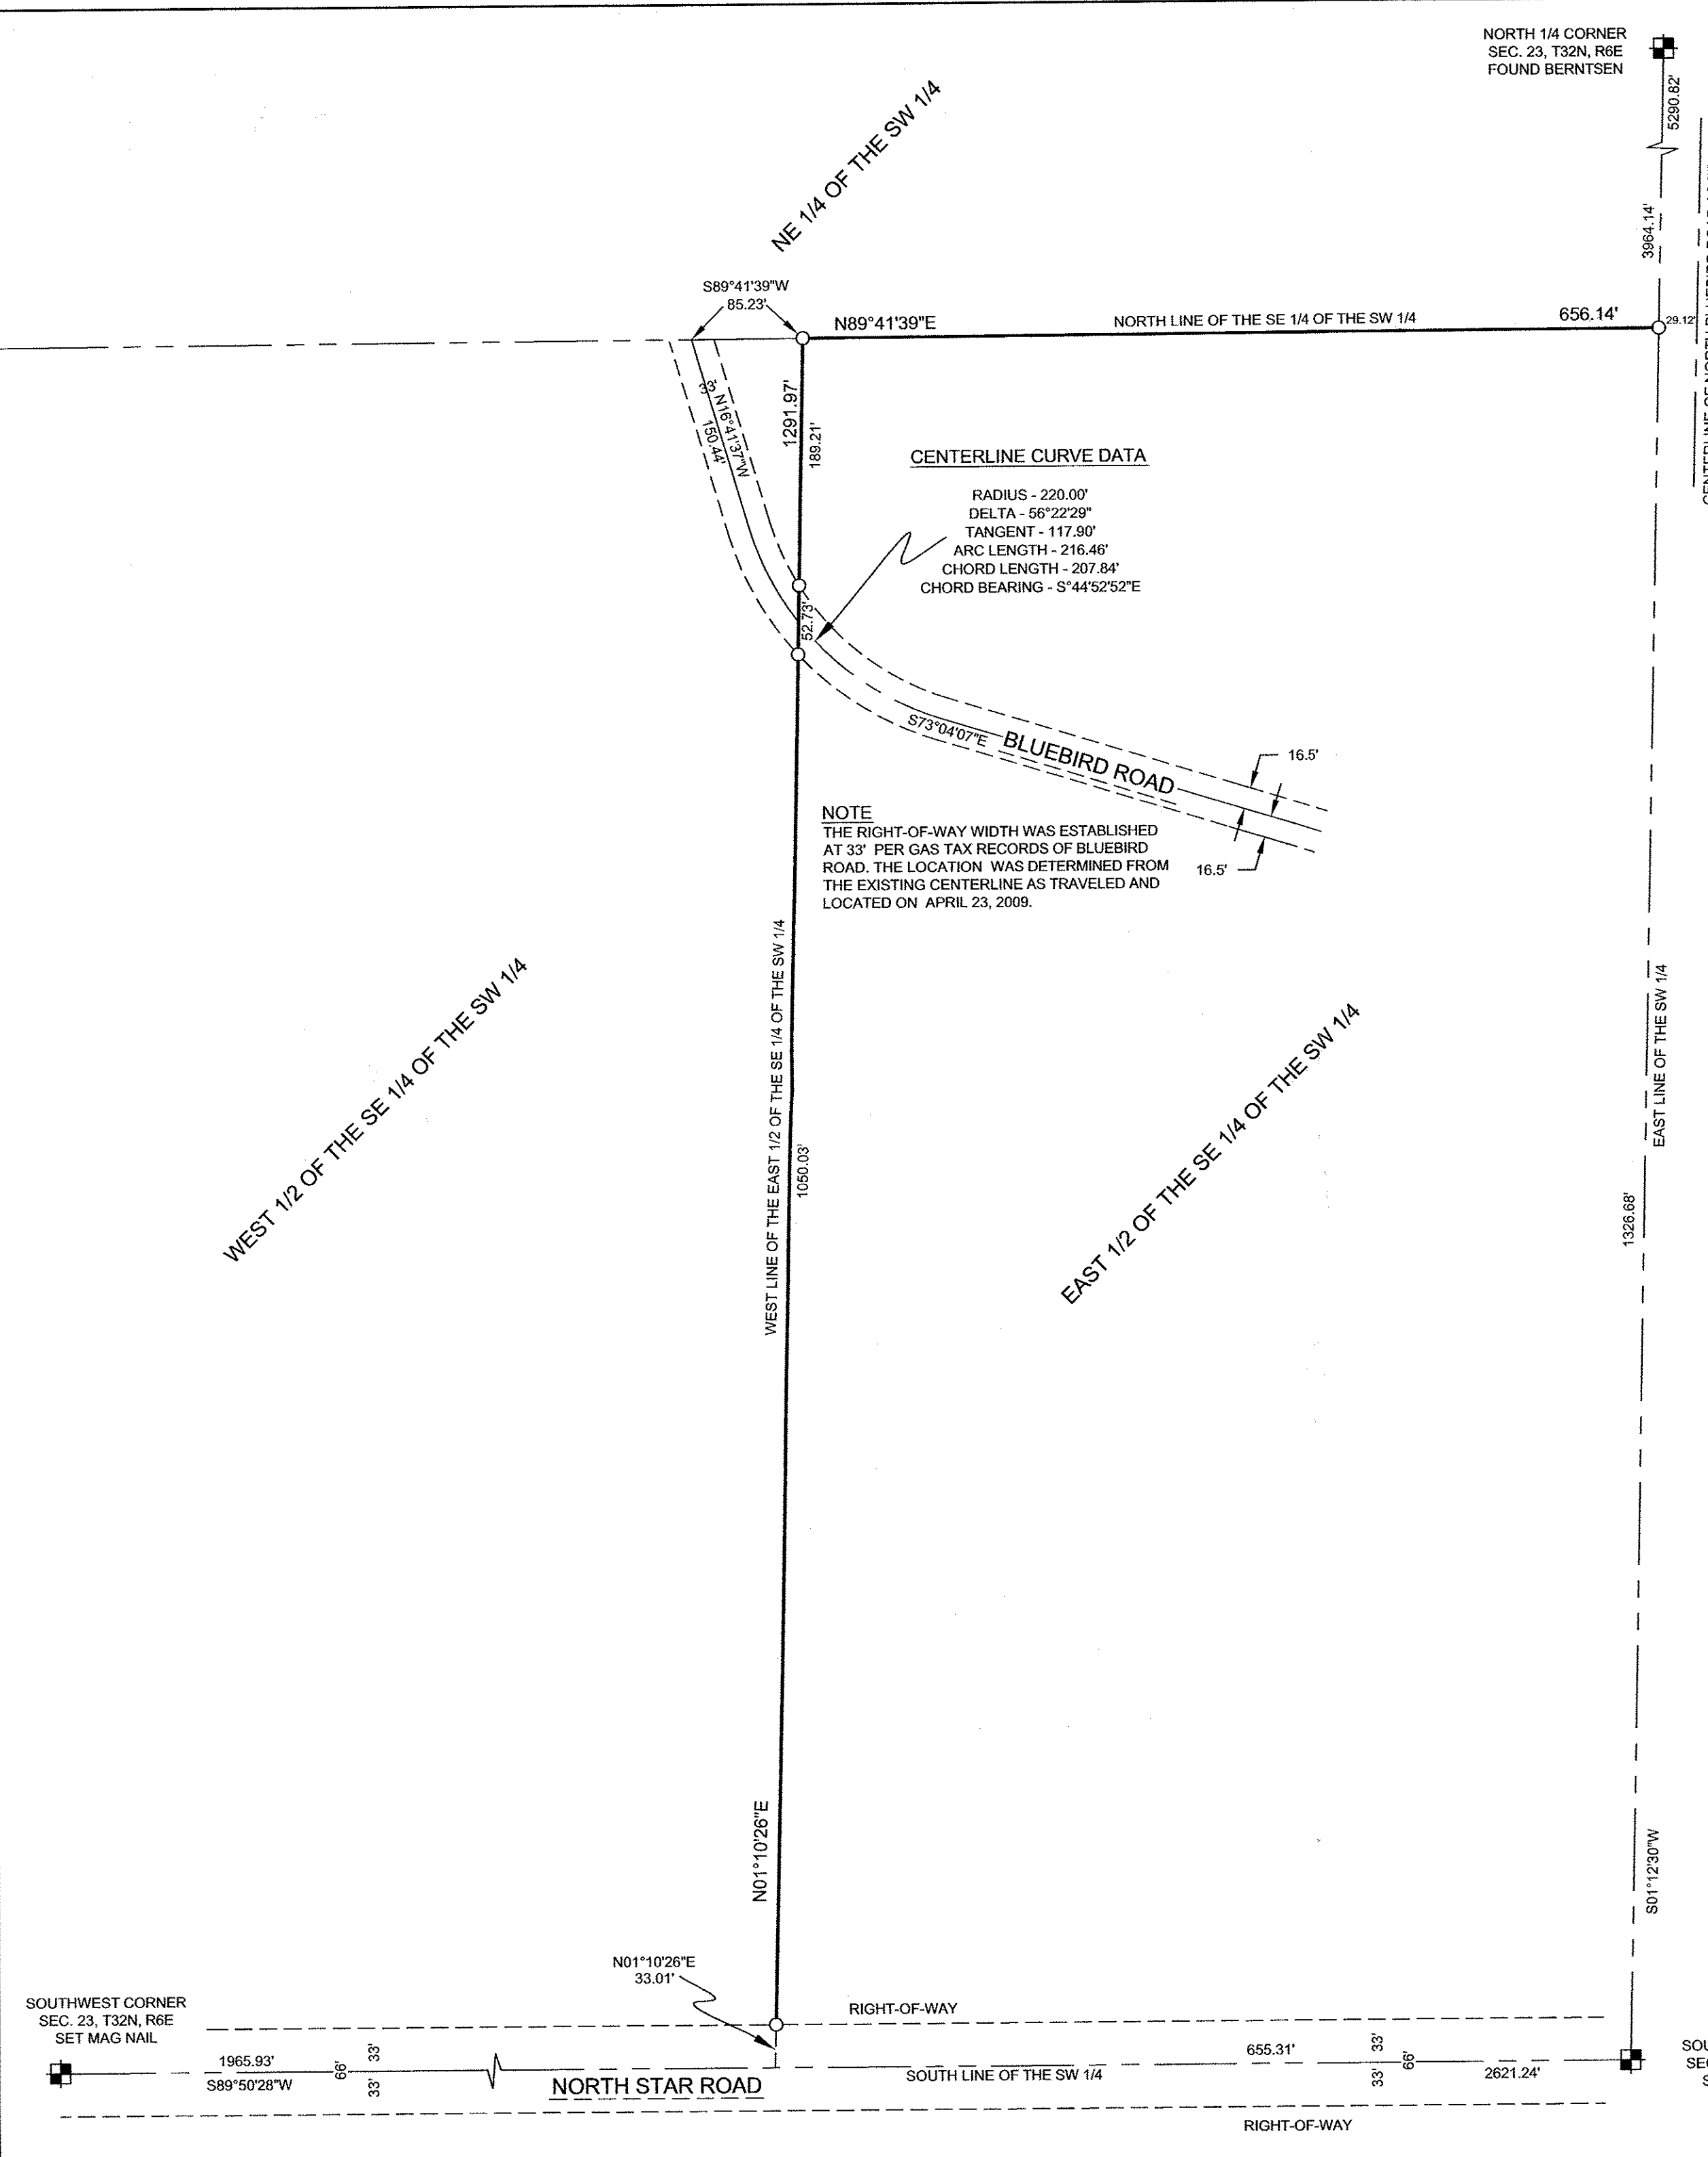 NORTH 1/4 CORNER
SEC. 23, T32N, R6E
FOUND BERNTSEN
5290.82'
3964.14'
NE 1/4 OF THE SW 1/4
S89°41'39"W
85.23'
N89°41'39"E
NORTH LINE OF THE SE 1/4 OF THE SW 1/4
656.14'
29.12'
33'
N16°41'37"W
150.44'
1291.97'
189.21'
CENTERLINE CURVE DATA
RADIUS - 220.00'
DELTA - 56°22'29"
TANGENT - 117.90'
ARC LENGTH - 216.46'
CHORD LENGTH - 207.84'
CHORD BEARING - S°44'52'52"E
52.73'
S73°04'07"E
BLUEBIRD ROAD
16.5'
16.5'
NOTE
THE RIGHT-OF-WAY WIDTH WAS ESTABLISHED
AT 33' PER GAS TAX RECORDS OF BLUEBIRD
ROAD. THE LOCATION WAS DETERMINED FROM
THE EXISTING CENTERLINE AS TRAVELED AND
LOCATED ON APRIL 23, 2009.
WEST LINE OF THE EAST 1/2 OF THE SE 1/4 OF THE SW 1/4
1050.03'
WEST 1/2 OF THE SE 1/4 OF THE SW 1/4
EAST 1/2 OF THE SE 1/4 OF THE SW 1/4
EAST LINE OF THE SW 1/4
1326.68'
S01°12'30"W
N01°10'26"E
N01°10'26"E
33.01'
SOUTHWEST CORNER
SEC. 23, T32N, R6E
SET MAG NAIL
RIGHT-OF-WAY
1965.93'
S89°50'28"W
66'
33'
33'
NORTH STAR ROAD
SOUTH LINE OF THE SW 1/4
655.31'
33'
33'
66'
2621.24'
RIGHT-OF-WAY